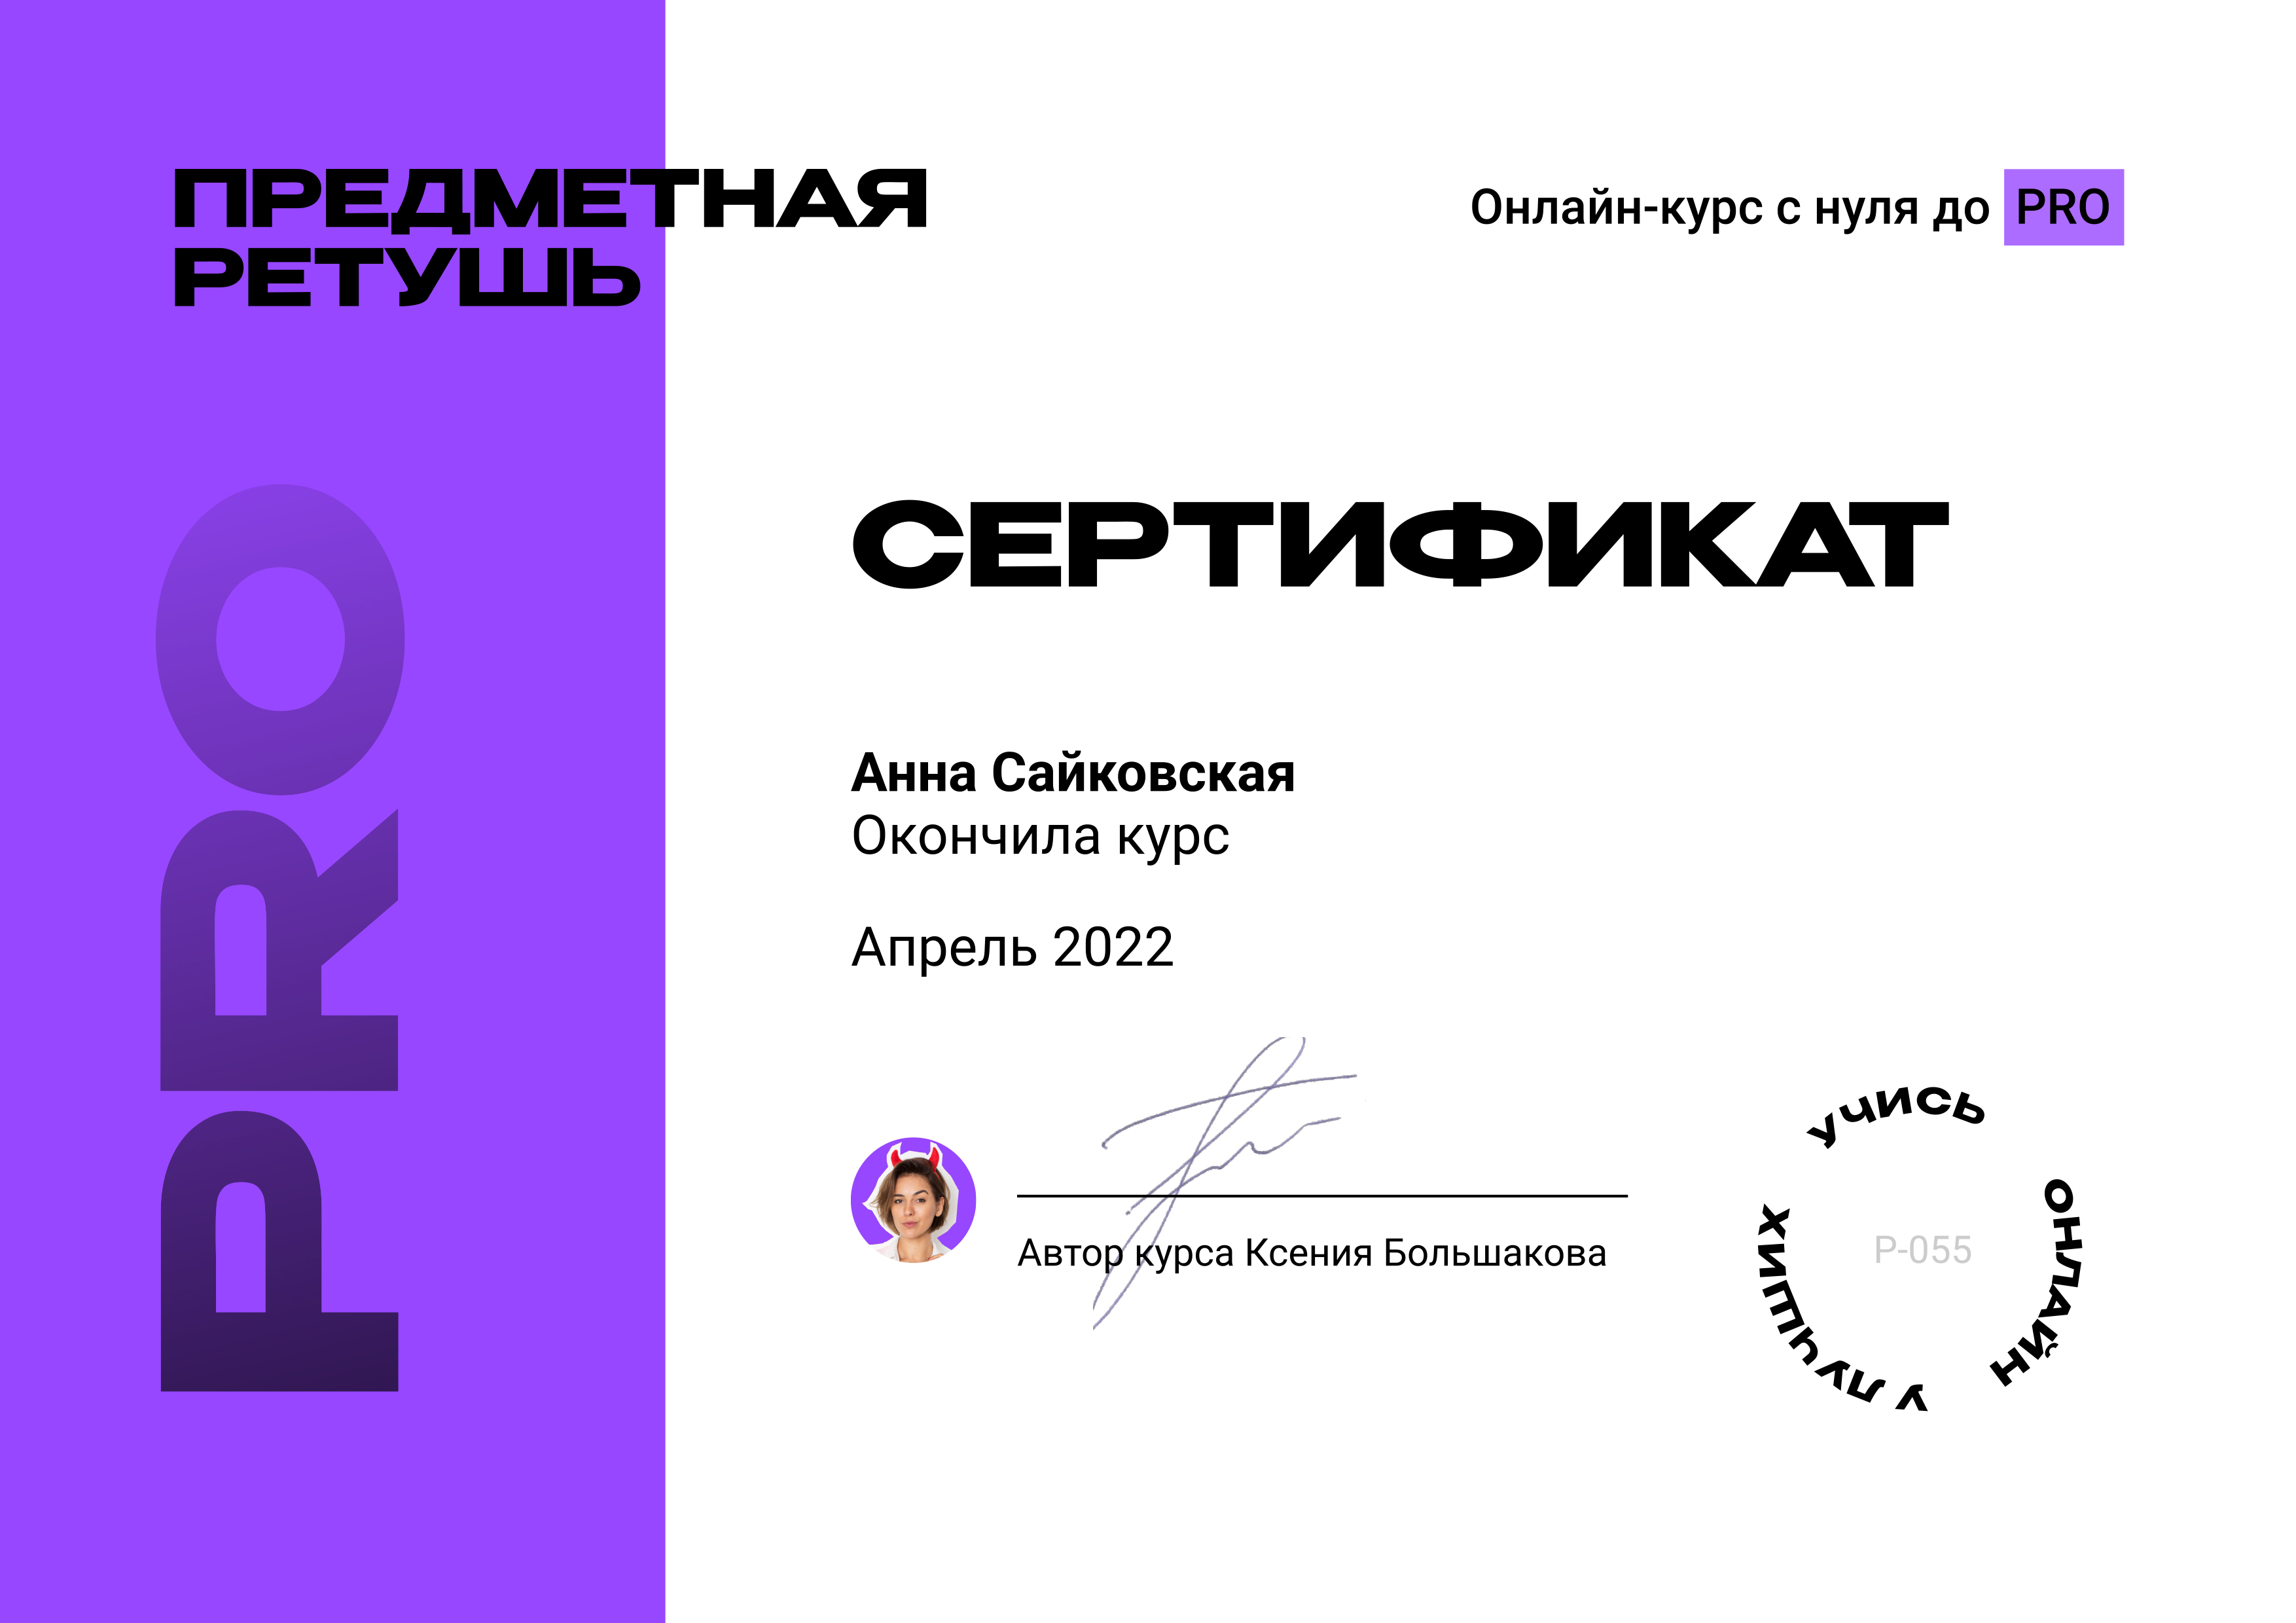 ПРЕДМЕТНАЯ
РЕТУШЬ
Онлайн-курс с нуля до PRO
PRO
СЕРТИФИКАТ
Анна Сайковская
Окончила курс
Апрель 2022
Автор курса Ксения Большакова
УЧИСЬ ОНЛАЙН У ЛУЧШИХ
P-055